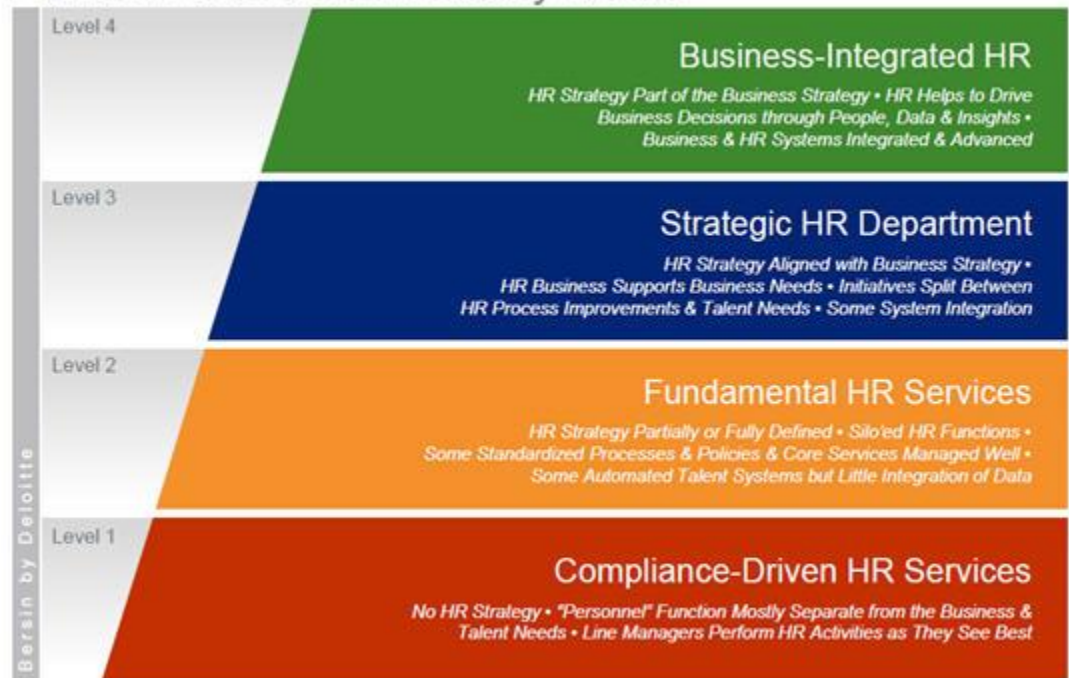 Level 4
Business-Integrated HR
HR Strategy Part of the Business Strategy • HR Helps to Drive
Business Decisions through People, Data & Insights •
Business & HR Systems Integrated & Advanced
Level 3
Strategic HR Department
HR Strategy Aligned with Business Strategy •
HR Business Supports Business Needs • Initiatives Split Between
HR Process Improvements & Talent Needs • Some System Integration
Level 2
Fundamental HR Services
HR Strategy Partially or Fully Defined • Silo'ed HR Functions •
Some Standardized Processes & Policies & Core Services Managed Well •
Some Automated Talent Systems but Little Integration of Data
Level 1
Compliance-Driven HR Services
No HR Strategy • "Personnel" Function Mostly Separate from the Business &
Talent Needs • Line Managers Perform HR Activities as They See Best
Bersin by Deloitte